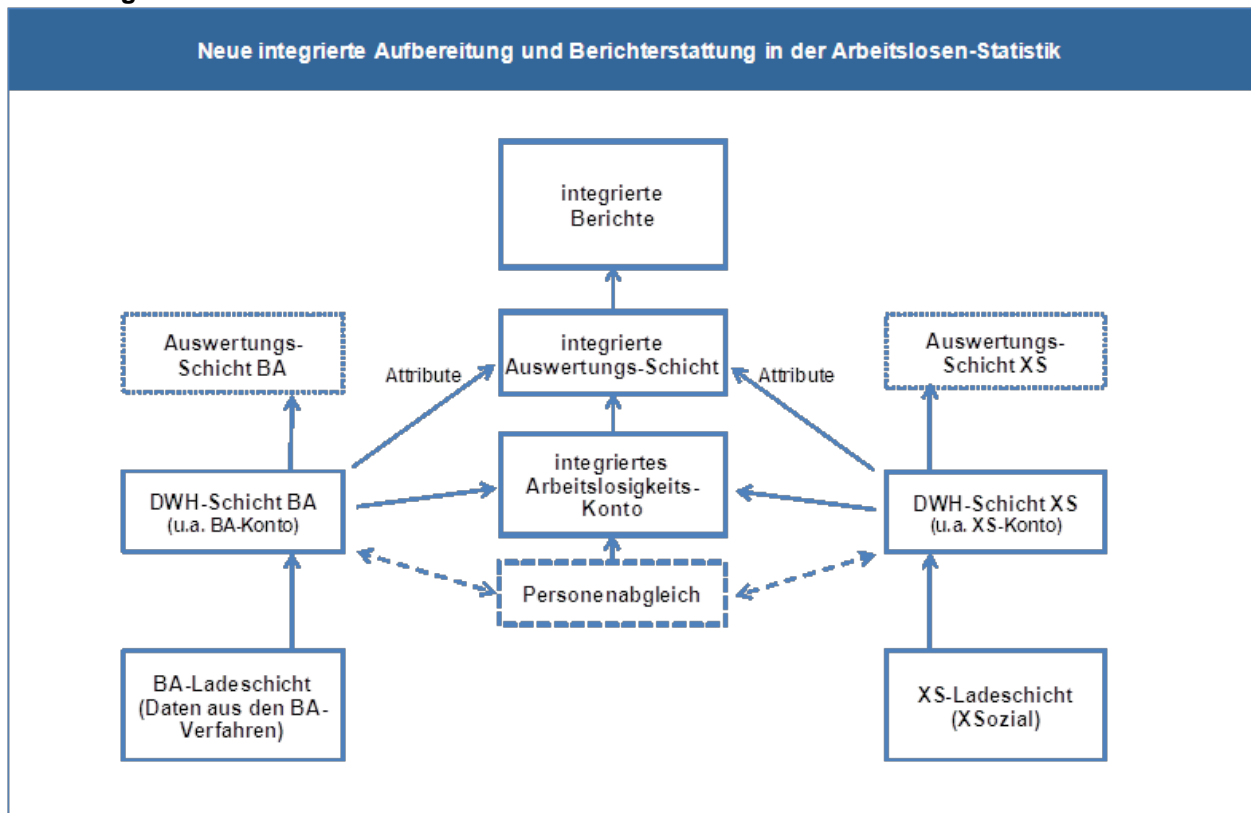 Neue integrierte Aufbereitung und Berichterstattung in der Arbeitslosen-Statistik
integrierte
Berichte
Auswertungs-
Schicht BA
Attribute
integrierte
Auswertungs-Schicht
Attribute
Auswertungs-
Schicht XS
DWH-Schicht BA
(u.a. BA-Konto)
integriertes
Arbeitslosigkeits-
Konto
DWH-Schicht XS
(u.a. XS-Konto)
Personenabgleich
BA-Ladeschicht
(Daten aus den BA-
Verfahren)
XS-Ladeschicht
(XSozial)